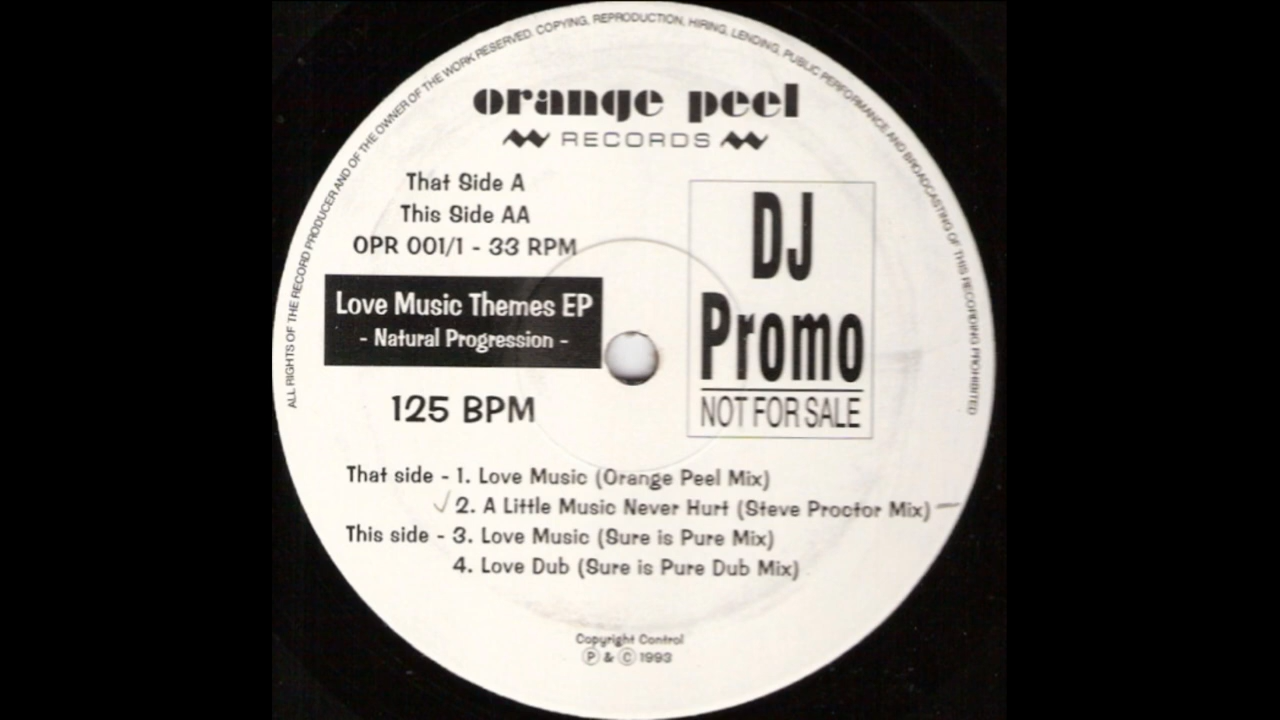 ALL RIGHTS OF THE RECORD PRODUCER AND OF THE OWNER OF THE WORK RESERVED. COPYING, REPRODUCTION, HIRING, LENDING, PUBLIC PERFORMANCE AND BROADCASTING OF THIS RECORDING PROHIBITED
orange peel
RECORDS
That Side A
This Side AA
OPR 001/1 - 33 RPM
Love Music Themes EP
- Natural Progression -
125 BPM
DJ
Promo
NOT FOR SALE
That side - 1. Love Music (Orange Peel Mix)
2. A Little Music Never Hurt (Steve Proctor Mix)
This side - 3. Love Music (Sure is Pure Mix)
4. Love Dub (Sure is Pure Dub Mix)
Copyright Control
Ⓟ & © 1993